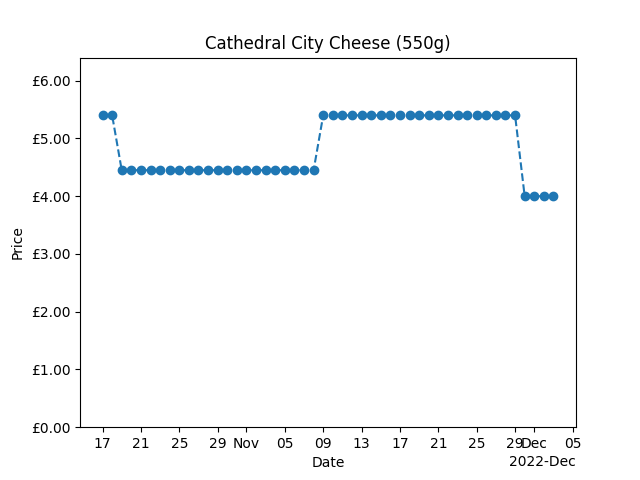 Cathedral City Cheese (550g)
£6.00
£5.00
£4.00
£3.00
£2.00
£1.00
£0.00
Price
17 21 25 29 Nov 05 09 13 17 21 25 29 Dec 05
Date
2022-Dec